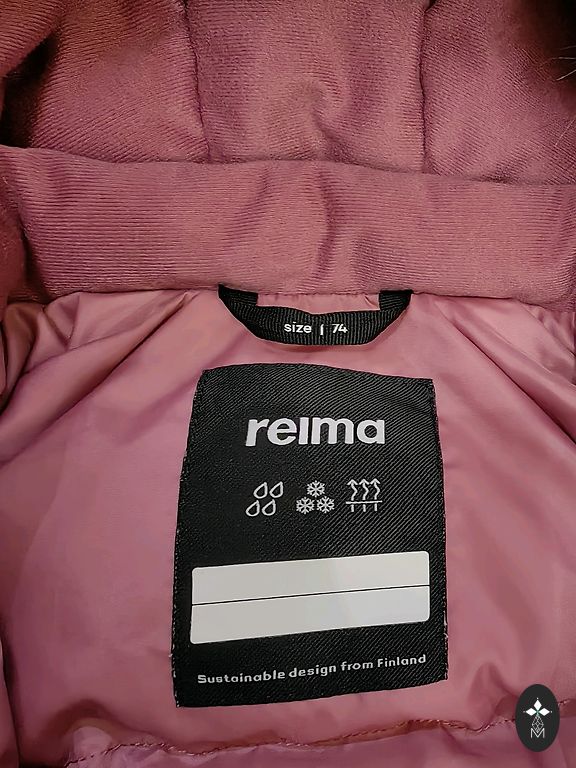 size | 74
reima
Sustainable design from Finland